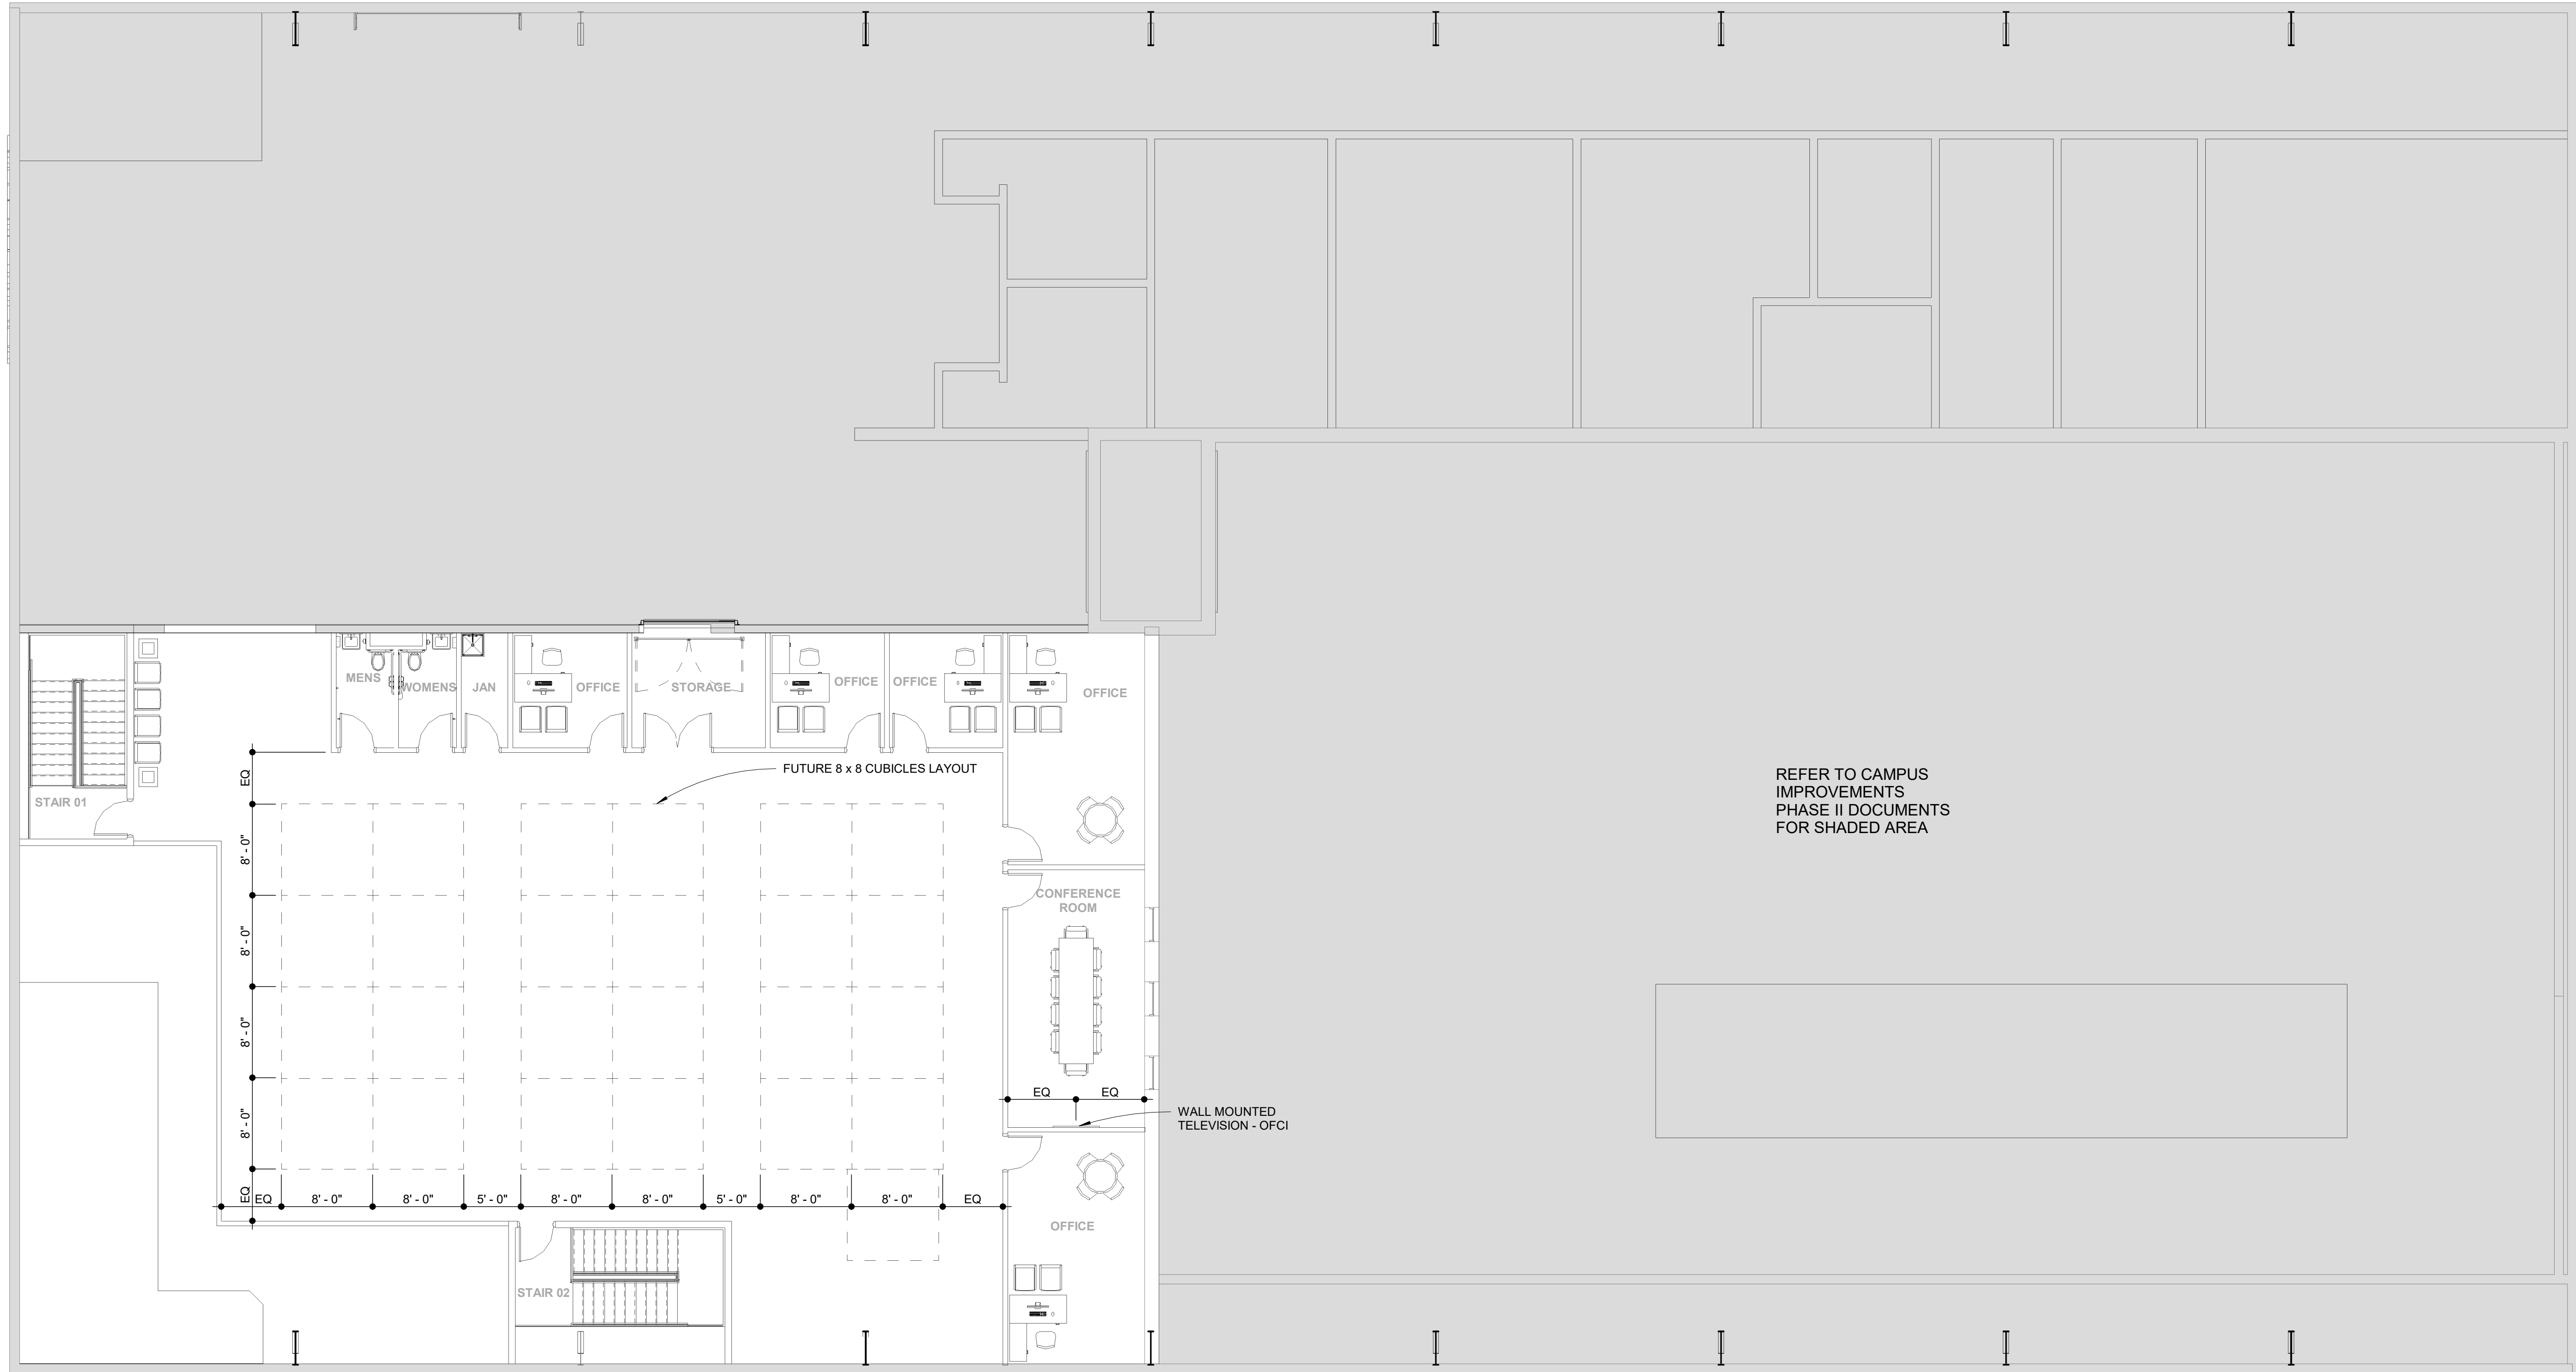 MENS
WOMENS
JAN
OFFICE
STORAGE
OFFICE
OFFICE
OFFICE
STAIR 01
FUTURE 8 x 8 CUBICLES LAYOUT
REFER TO CAMPUS
IMPROVEMENTS
PHASE II DOCUMENTS
FOR SHADED AREA
EQ
8' - 0"
8' - 0"
8' - 0"
8' - 0"
EQ
CONFERENCE
ROOM
EQ
EQ
WALL MOUNTED
TELEVISION - OFCI
EQ
8' - 0"
8' - 0"
5' - 0"
8' - 0"
8' - 0"
5' - 0"
8' - 0"
8' - 0"
EQ
OFFICE
STAIR 02